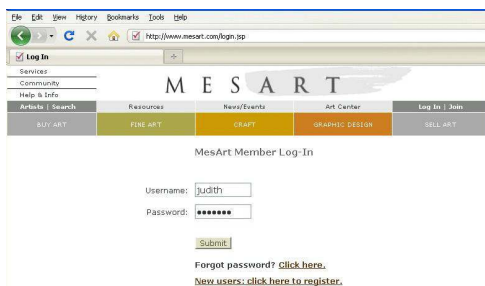 File Edit View History Bookmarks Tools Help
http://www.mesart.com/login.jsp
Log In
Services
Community
Help & Info
MESART
Artists | Search Resources News/Events Art Center Log In | Join
BUY ART FINE ART CRAFT GRAPHIC DESIGN SELL ART
MesArt Member Log-In
Username: judith
Password: •••••••
Submit
Forgot password? Click here.
New users: click here to register.